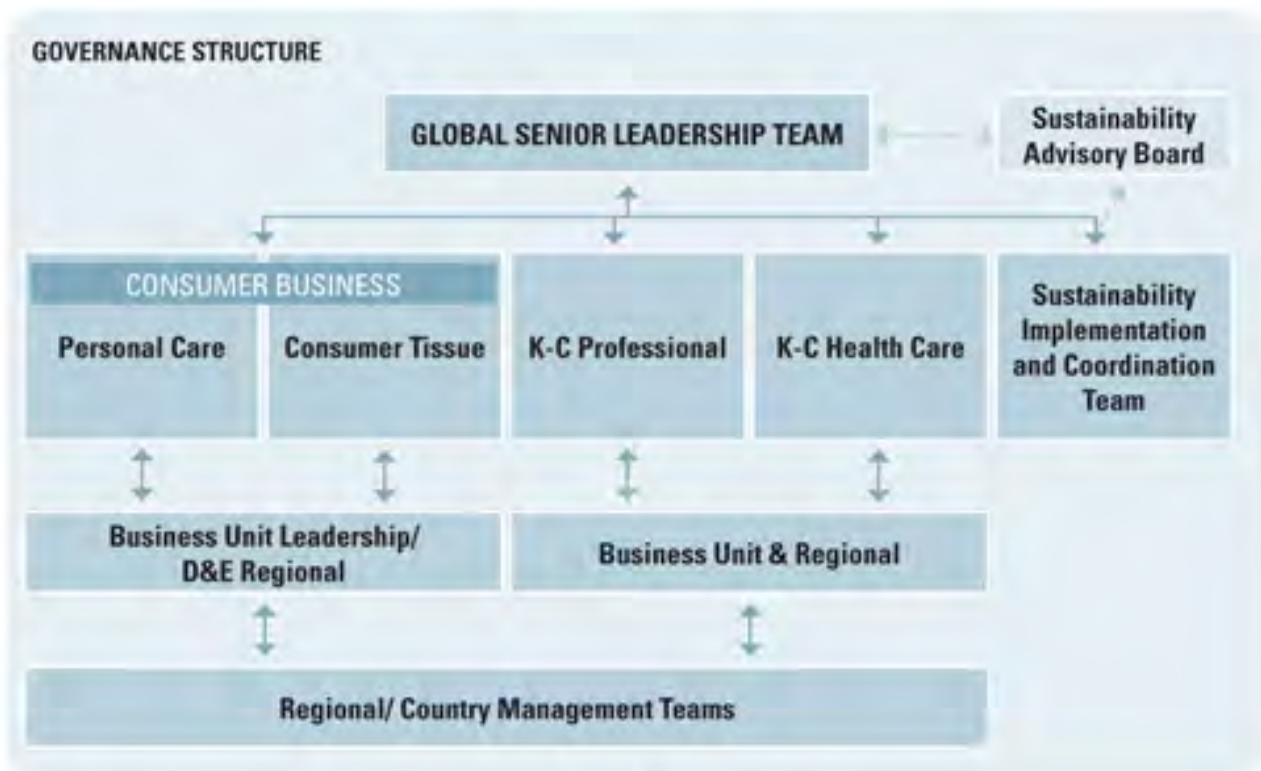 GOVERNANCE STRUCTURE
GLOBAL SENIOR LEADERSHIP TEAM
Sustainability
Advisory Board
CONSUMER BUSINESS
Personal Care
Consumer Tissue
K-C Professional
K-C Health Care
Sustainability
Implementation
and Coordination
Team
Business Unit Leadership/
D&E Regional
Business Unit & Regional
Regional/ Country Management Teams